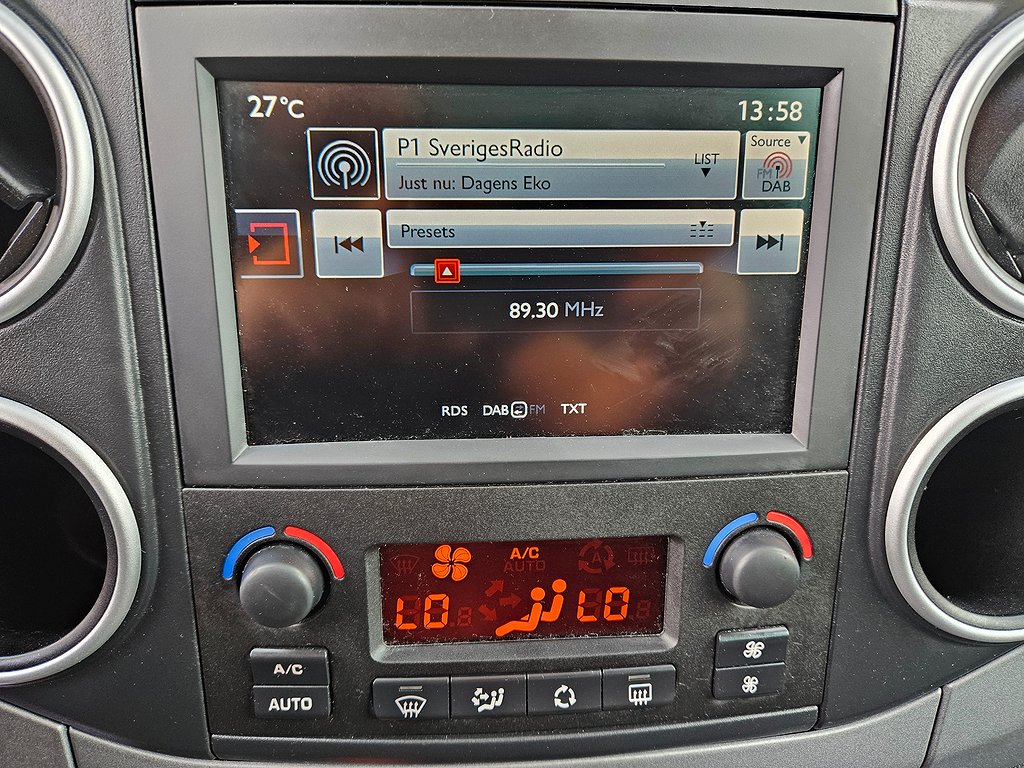 27°C
13:58
P1 SverigesRadio
LIST
Just nu: Dagens Eko
Source
FM
DAB
Presets
89.30 MHz
RDS DAB FM TXT
A/C
AUTO
LO
LO
A/C
AUTO